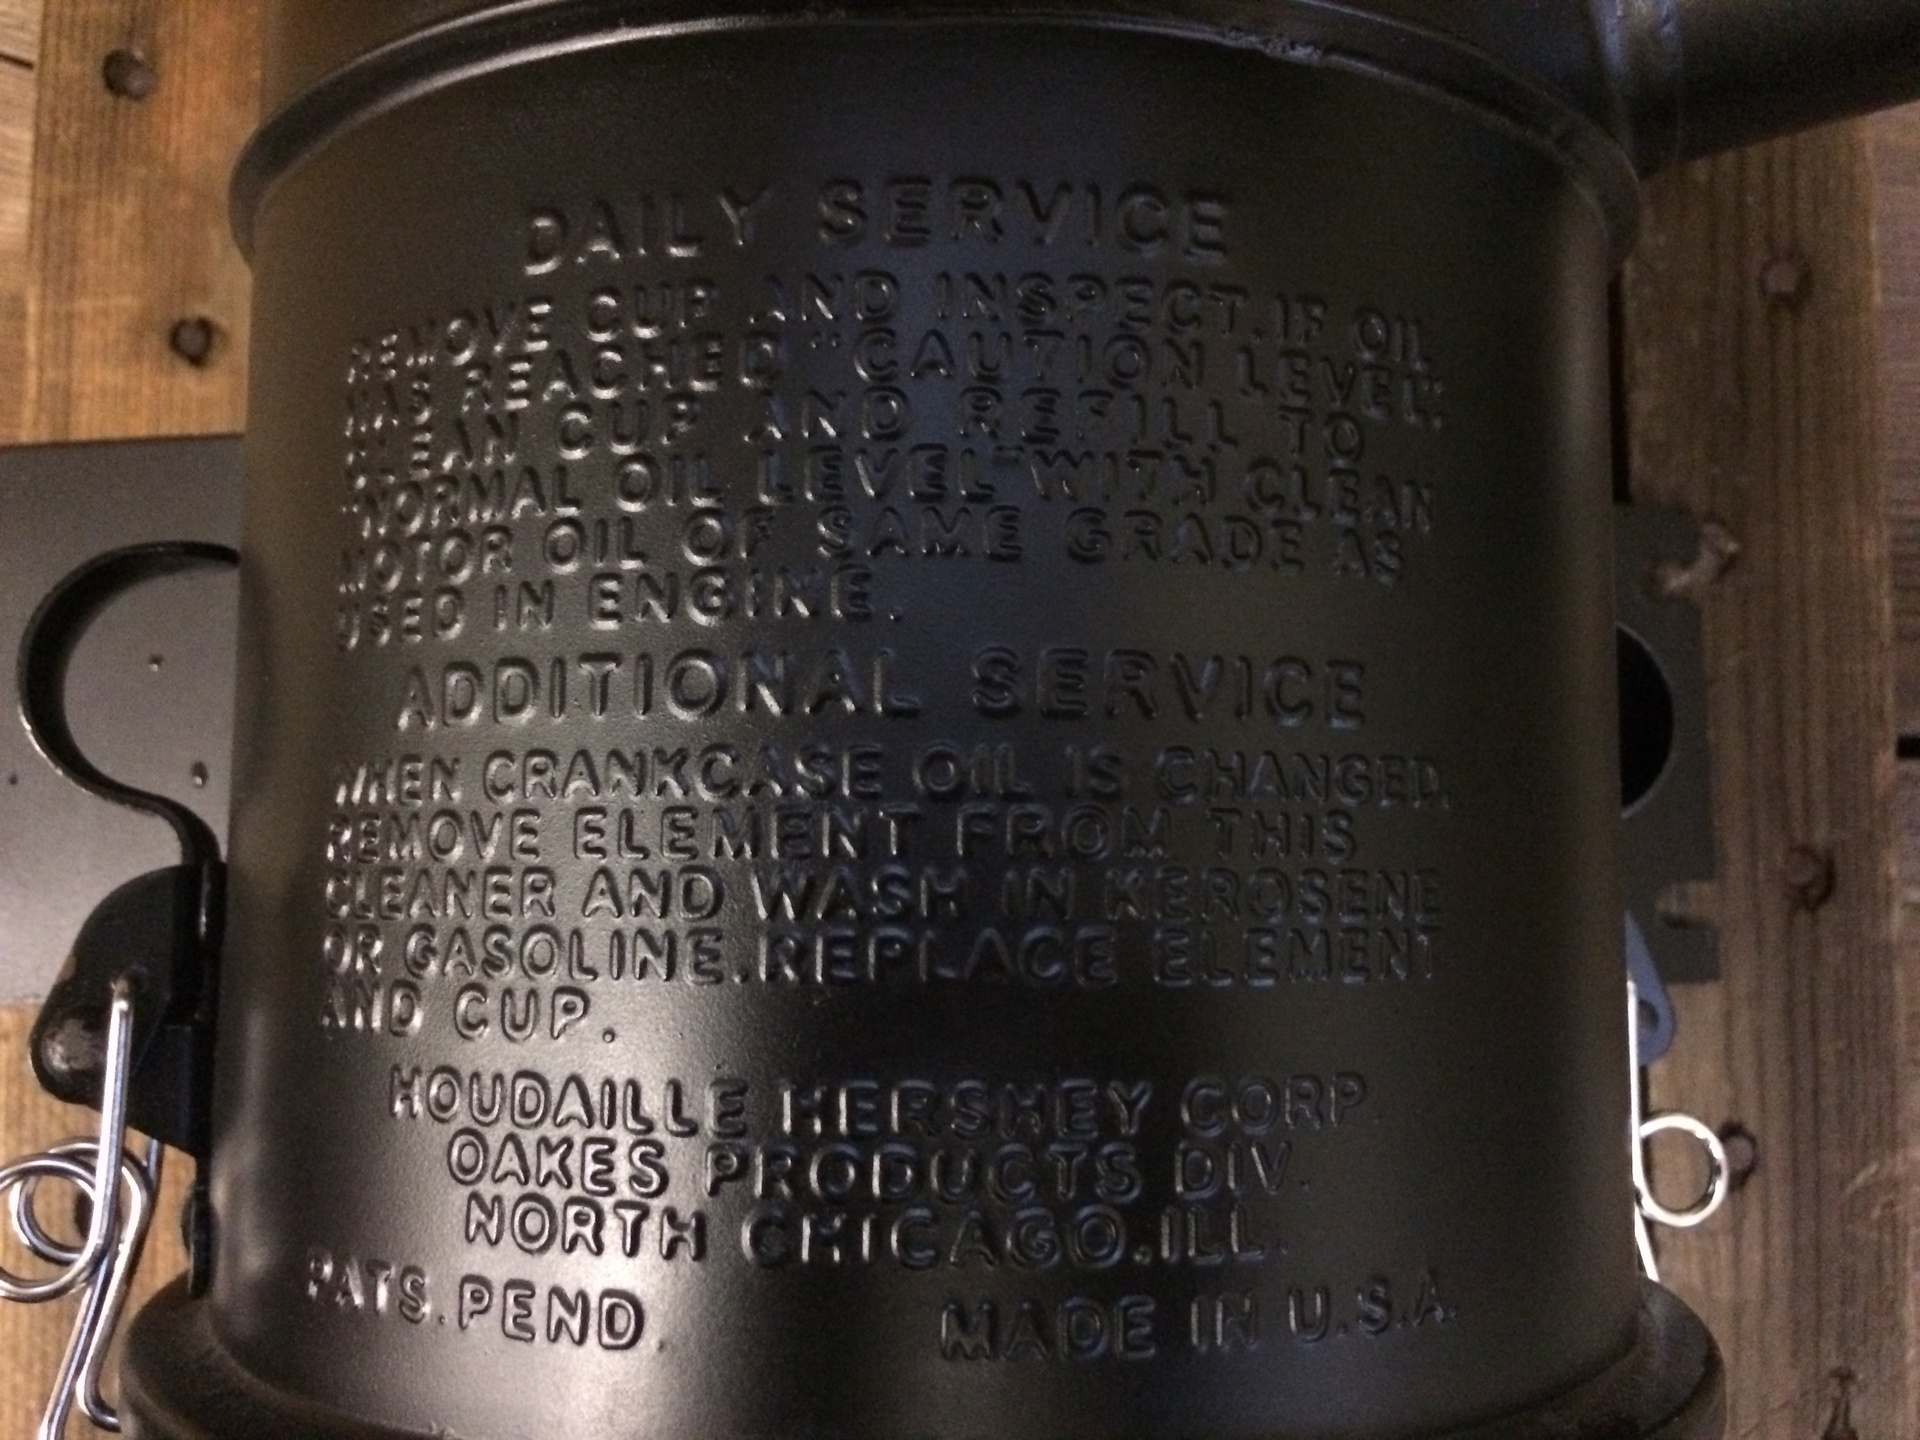 DAILY SERVICE
REMOVE CUP AND INSPECT. IF OIL
HAS REACHED "CAUTION LEVEL".
CLEAN CUP AND REFILL TO
"NORMAL OIL LEVEL" WITH CLEAN
MOTOR OIL OF SAME GRADE AS
USED IN ENGINE.
ADDITIONAL SERVICE
WHEN CRANKCASE OIL IS CHANGED,
REMOVE ELEMENT FROM THIS
CLEANER AND WASH IN KEROSENE
OR GASOLINE. REPLACE ELEMENT
AND CUP.
HOUDAILLE HERSHEY CORP.
OAKES PRODUCTS DIV.
NORTH CHICAGO. ILL.
PATS. PEND. MADE IN U.S.A.